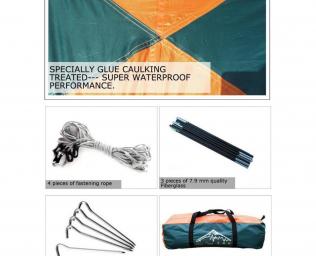 SPECIALLY GLUE CAULKING
TREATED--- SUPER WATERPROOF
PERFORMANCE.
4 pieces of fastening rope
3 pieces of 7.9 mm quality
Fiberglass